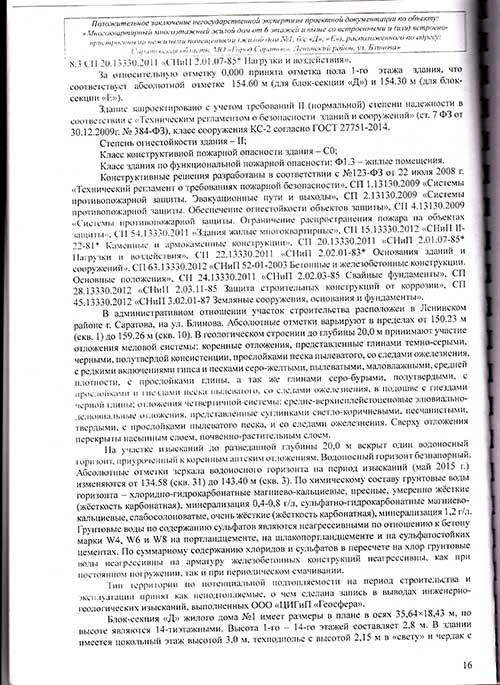 Положительное заключение негосударственной экспертизы проектной документации по объекту:
«Многоквартирный многоэтажный жилой дом от 6 этажей и выше со встроенными и (или) встроенно-
пристроенными нежилыми помещениями (жилой дом №1, б/с «Д», «Е»), расположенного по адресу:
Саратовская область, МО «Город Саратов», Ленинский район, ул. Блинова»
8.3 СП 20.13330.2011 «СНиП 2.01.07-85* Нагрузки и воздействия».
За относительную отметку 0,000 принята отметка пола 1-го этажа здания, что
соответствует абсолютной отметке 154.60 м (для блок-секции «Д») и 154.30 м (для блок-
секции «Е»).
Здание запроектировано с учетом требований II (нормальной) степени надежности в
соответствии с «Техническим регламентом о безопасности зданий и сооружений» (ст. 7 ФЗ от
30.12.2009г. № 384-ФЗ), класс сооружения КС-2 согласно ГОСТ 27751-2014.
Степень огнестойкости здания – II;
Класс конструктивной пожарной опасности здания – С0;
Класс здания по функциональной пожарной опасности: Ф1.3 – жилые помещения.
Конструктивные решения разработаны в соответствии с №123-ФЗ от 22 июля 2008 г.
«Технический регламент о требованиях пожарной безопасности», СП 1.13130.2009 «Системы
противопожарной защиты. Эвакуационные пути и выходы», СП 2.13130.2009 «Системы
противопожарной защиты. Обеспечение огнестойкости объектов защиты», СП 4.13130.2009
«Системы противопожарной защиты. Ограничение распространения пожара на объектах
защиты», СП 54.13330.2011 «Здания жилые многоквартирные», СП 15.13330.2012 «СНиП II-
22-81* Каменные и армокаменные конструкции», СП 20.13330.2011 «СНиП 2.01.07-85*
Нагрузки и воздействия», СП 22.13330.2011 «СНиП 2.02.01-83* Основания зданий и
сооружений», СП 63.13330.2012 «СНиП 52-01-2003 Бетонные и железобетонные конструкции.
Основные положения», СП 24.13330.2011 «СНиП 2.02.03-85 Свайные фундаменты», СП
28.13330.2012 «СНиП 2.03.11-85 Защита строительных конструкций от коррозии», СП
45.13330.2012 «СНиП 3.02.01-87 Земляные сооружения, основания и фундаменты».
В административном отношении участок строительства расположен в Ленинском
районе г. Саратова, на ул. Блинова. Абсолютные отметки варьируют в пределах от 150.23 м
(скв. 1) до 159.26 м (скв. 10). В геологическом строении до глубины 20,0 м принимают участие
отложения меловой системы: коренные отложения, представленные глинами темно-серыми,
черными, полутвердой консистенции, прослойками песка пылеватого, со следами ожелезнения,
с редкими включениями гипса и песками серо-желтыми, пылеватыми, маловлажными, средней
плотности, с прослойками глины, а так же глинами серо-бурыми, полутвердыми, с
прослойками и гнездами песка пылеватого, со следами ожелезнения, в подошве с гнездами
черной глины; отложения четвертичной системы: средне-верхнеплейстоценовые элювиально-
делювиальные отложения, представленные суглинками светло-коричневыми, песчанистыми,
твердыми, с прослойками пылеватого песка, и со следами ожелезнения. Сверху отложения
перекрыты насыпным слоем, почвенно-растительным слоем.
На участке изысканий до разведанной глубины 20,0 м вскрыт один водоносный
горизонт, приуроченный к коренным аптским отложениям. Водоносный горизонт безнапорный.
Абсолютные отметки зеркала водоносного горизонта на период изысканий (май 2015 г.)
изменяются от 134.58 (скв. 31) до 143,40 м (скв. 3). По химическому составу грунтовые воды
горизонта – хлоридно-гидрокарбонатные магниево-кальциевые, пресные, умеренно жёсткие
(жёсткость карбонатная), минерализация 0,4-0,8 г/л, сульфатно-гидрокарбонатные магниево-
кальциевые, слабосолоноватые, очень жёсткие (жёсткость карбонатная), минерализация 1,2 г/л.
Грунтовые воды по содержанию сульфатов являются неагрессивными по отношению к бетону
марки W4, W6 и W8 на портландцементе, на шлакопортландцементе и на сульфатостойких
цементах. По суммарному содержанию хлоридов и сульфатов в пересчете на хлор грунтовые
воды неагрессивны на арматуру железобетонных конструкций неагрессивны, как при
постоянном погружении, так и при периодическом смачивании.
Тип территории по потенциальной подтопляемости на период строительства и
эксплуатации принят как неподтопляемое, о чем сделана запись в выводах инженерно-
геологических изысканий, выполненных ООО «ЦИГиП «Геосфера».
Блок-секция «Д» жилого дома №1 имеет размеры в плане в осях 35,64×18,43 м, по
высоте являются 14-тиэтажными. Высота 1-го – 14-го этажей составляет 2,8 м. В здании
имеется цокольный этаж высотой 3,0 м, техподполье с высотой 2,15 м в «свету» и чердак с
16